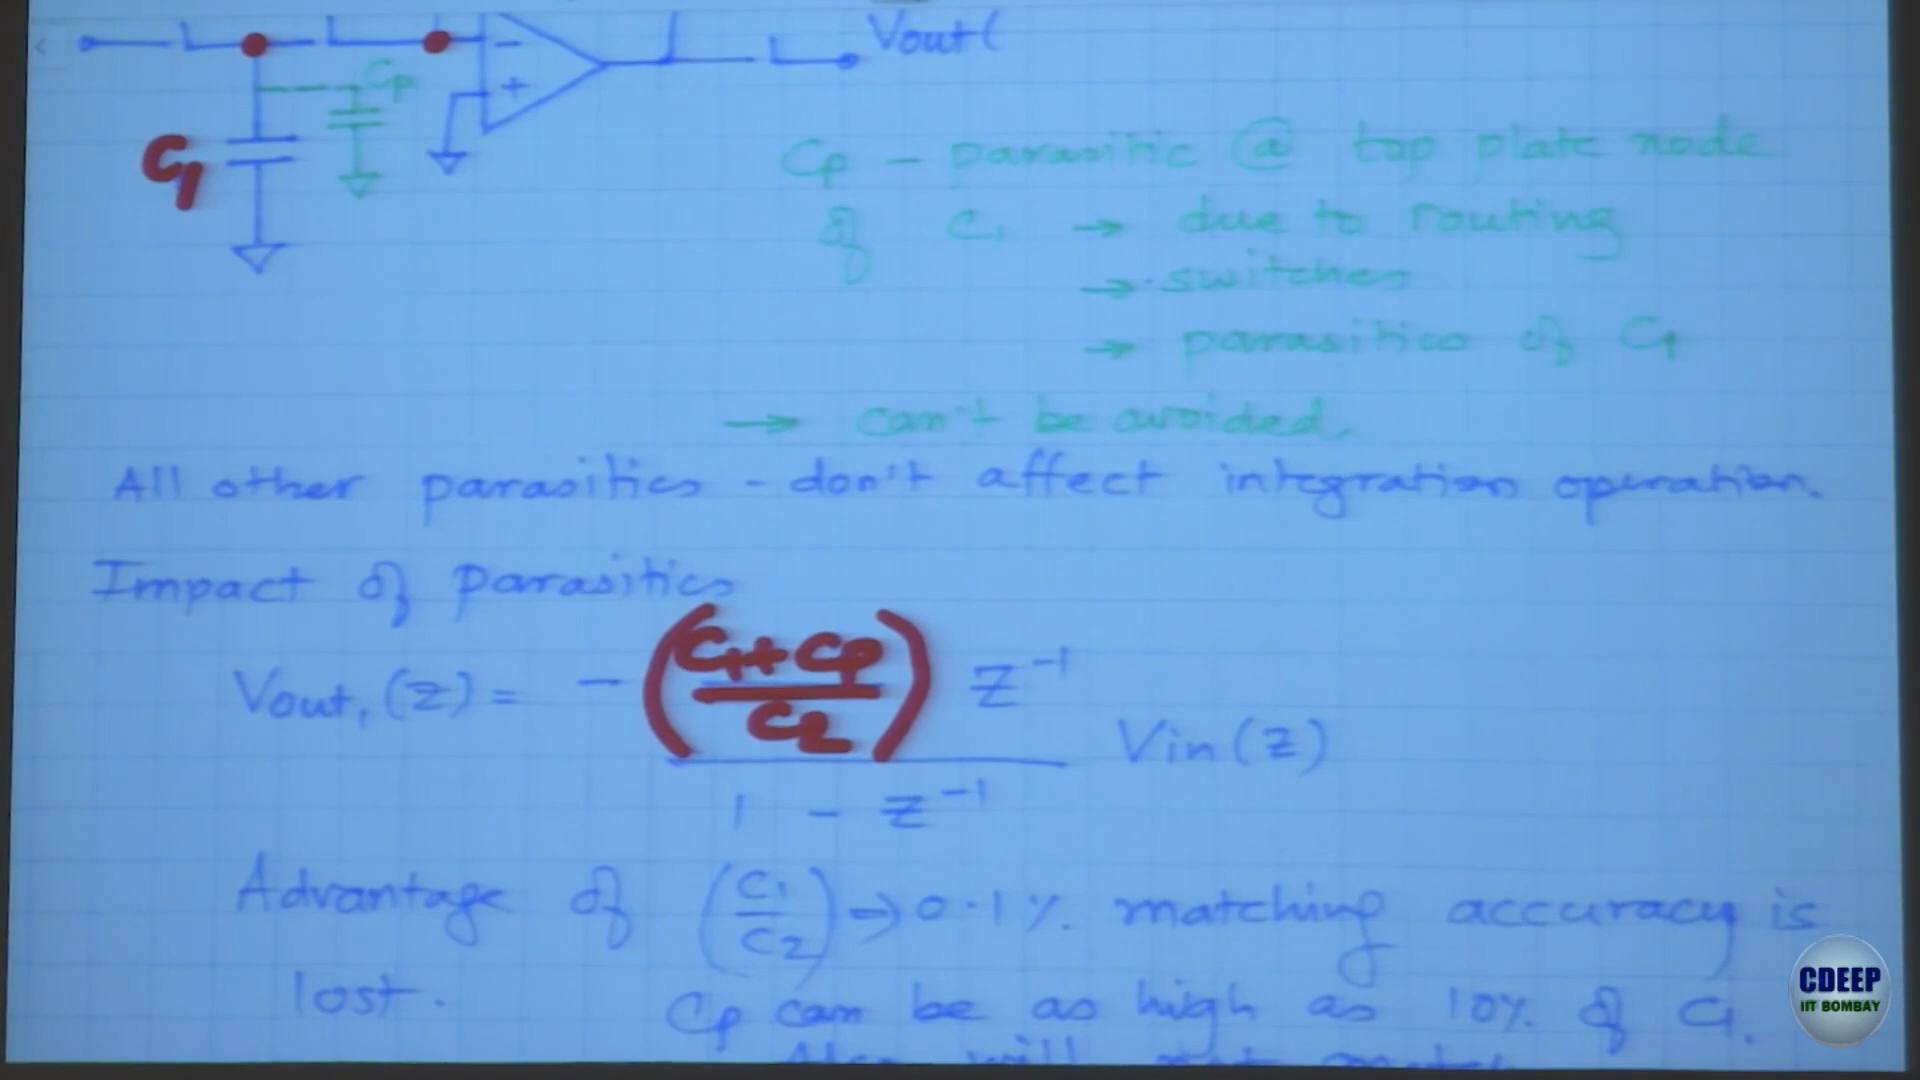 Vout(
Cp
-
+
C1
Cp - parasitic @ top plate node
of C1 → due to routing
→ switches
→ parasitics of C1
→ can't be avoided.
All other parasitics - don't affect integration operation.
Impact of parasitics
Vout,(z) = - (C1+Cp / C2) z^-1 / 1 - z^-1 Vin(z)
Advantage of (C1/C2) → 0.1% matching accuracy is
lost.
Cp can be as high as 10% of C1.
CDEEP
IIT BOMBAY